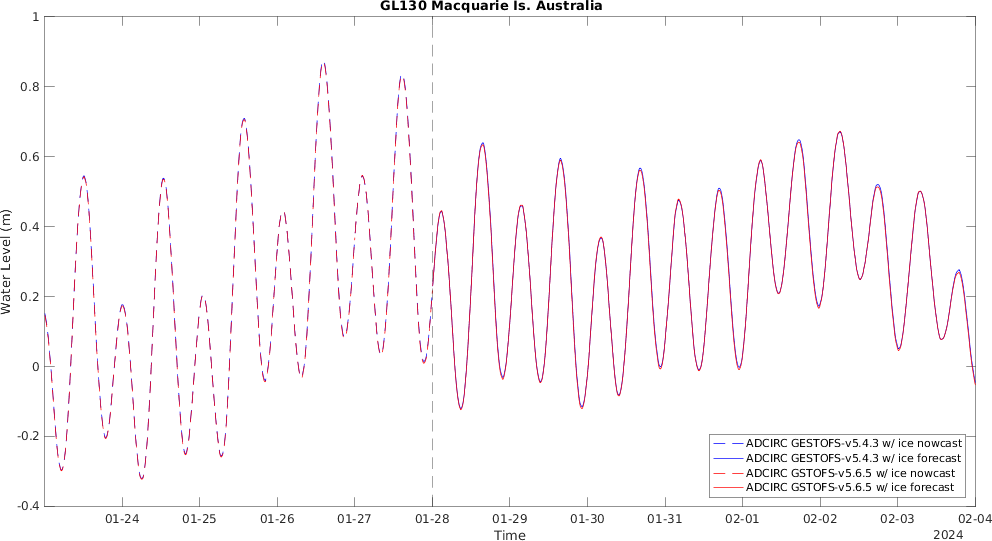 GL130 Macquarie Is. Australia
Water Level (m)
1
0.8
0.6
0.4
0.2
0
-0.2
-0.4
ADCIRC GESTOFS-v5.4.3 w/ ice nowcast
ADCIRC GESTOFS-v5.4.3 w/ ice forecast
ADCIRC GSTOFS-v5.6.5 w/ ice nowcast
ADCIRC GSTOFS-v5.6.5 w/ ice forecast
01-24 01-25 01-26 01-27 01-28 01-29 01-30 01-31 02-01 02-02 02-03 02-04
Time
2024